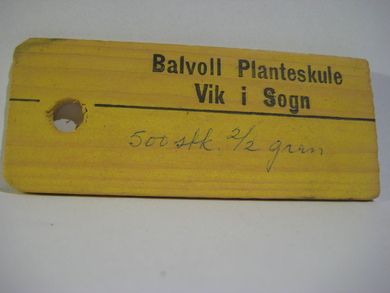 Balvoll Planteskule
Vik i Sogn
500 stk. 2/2 gran